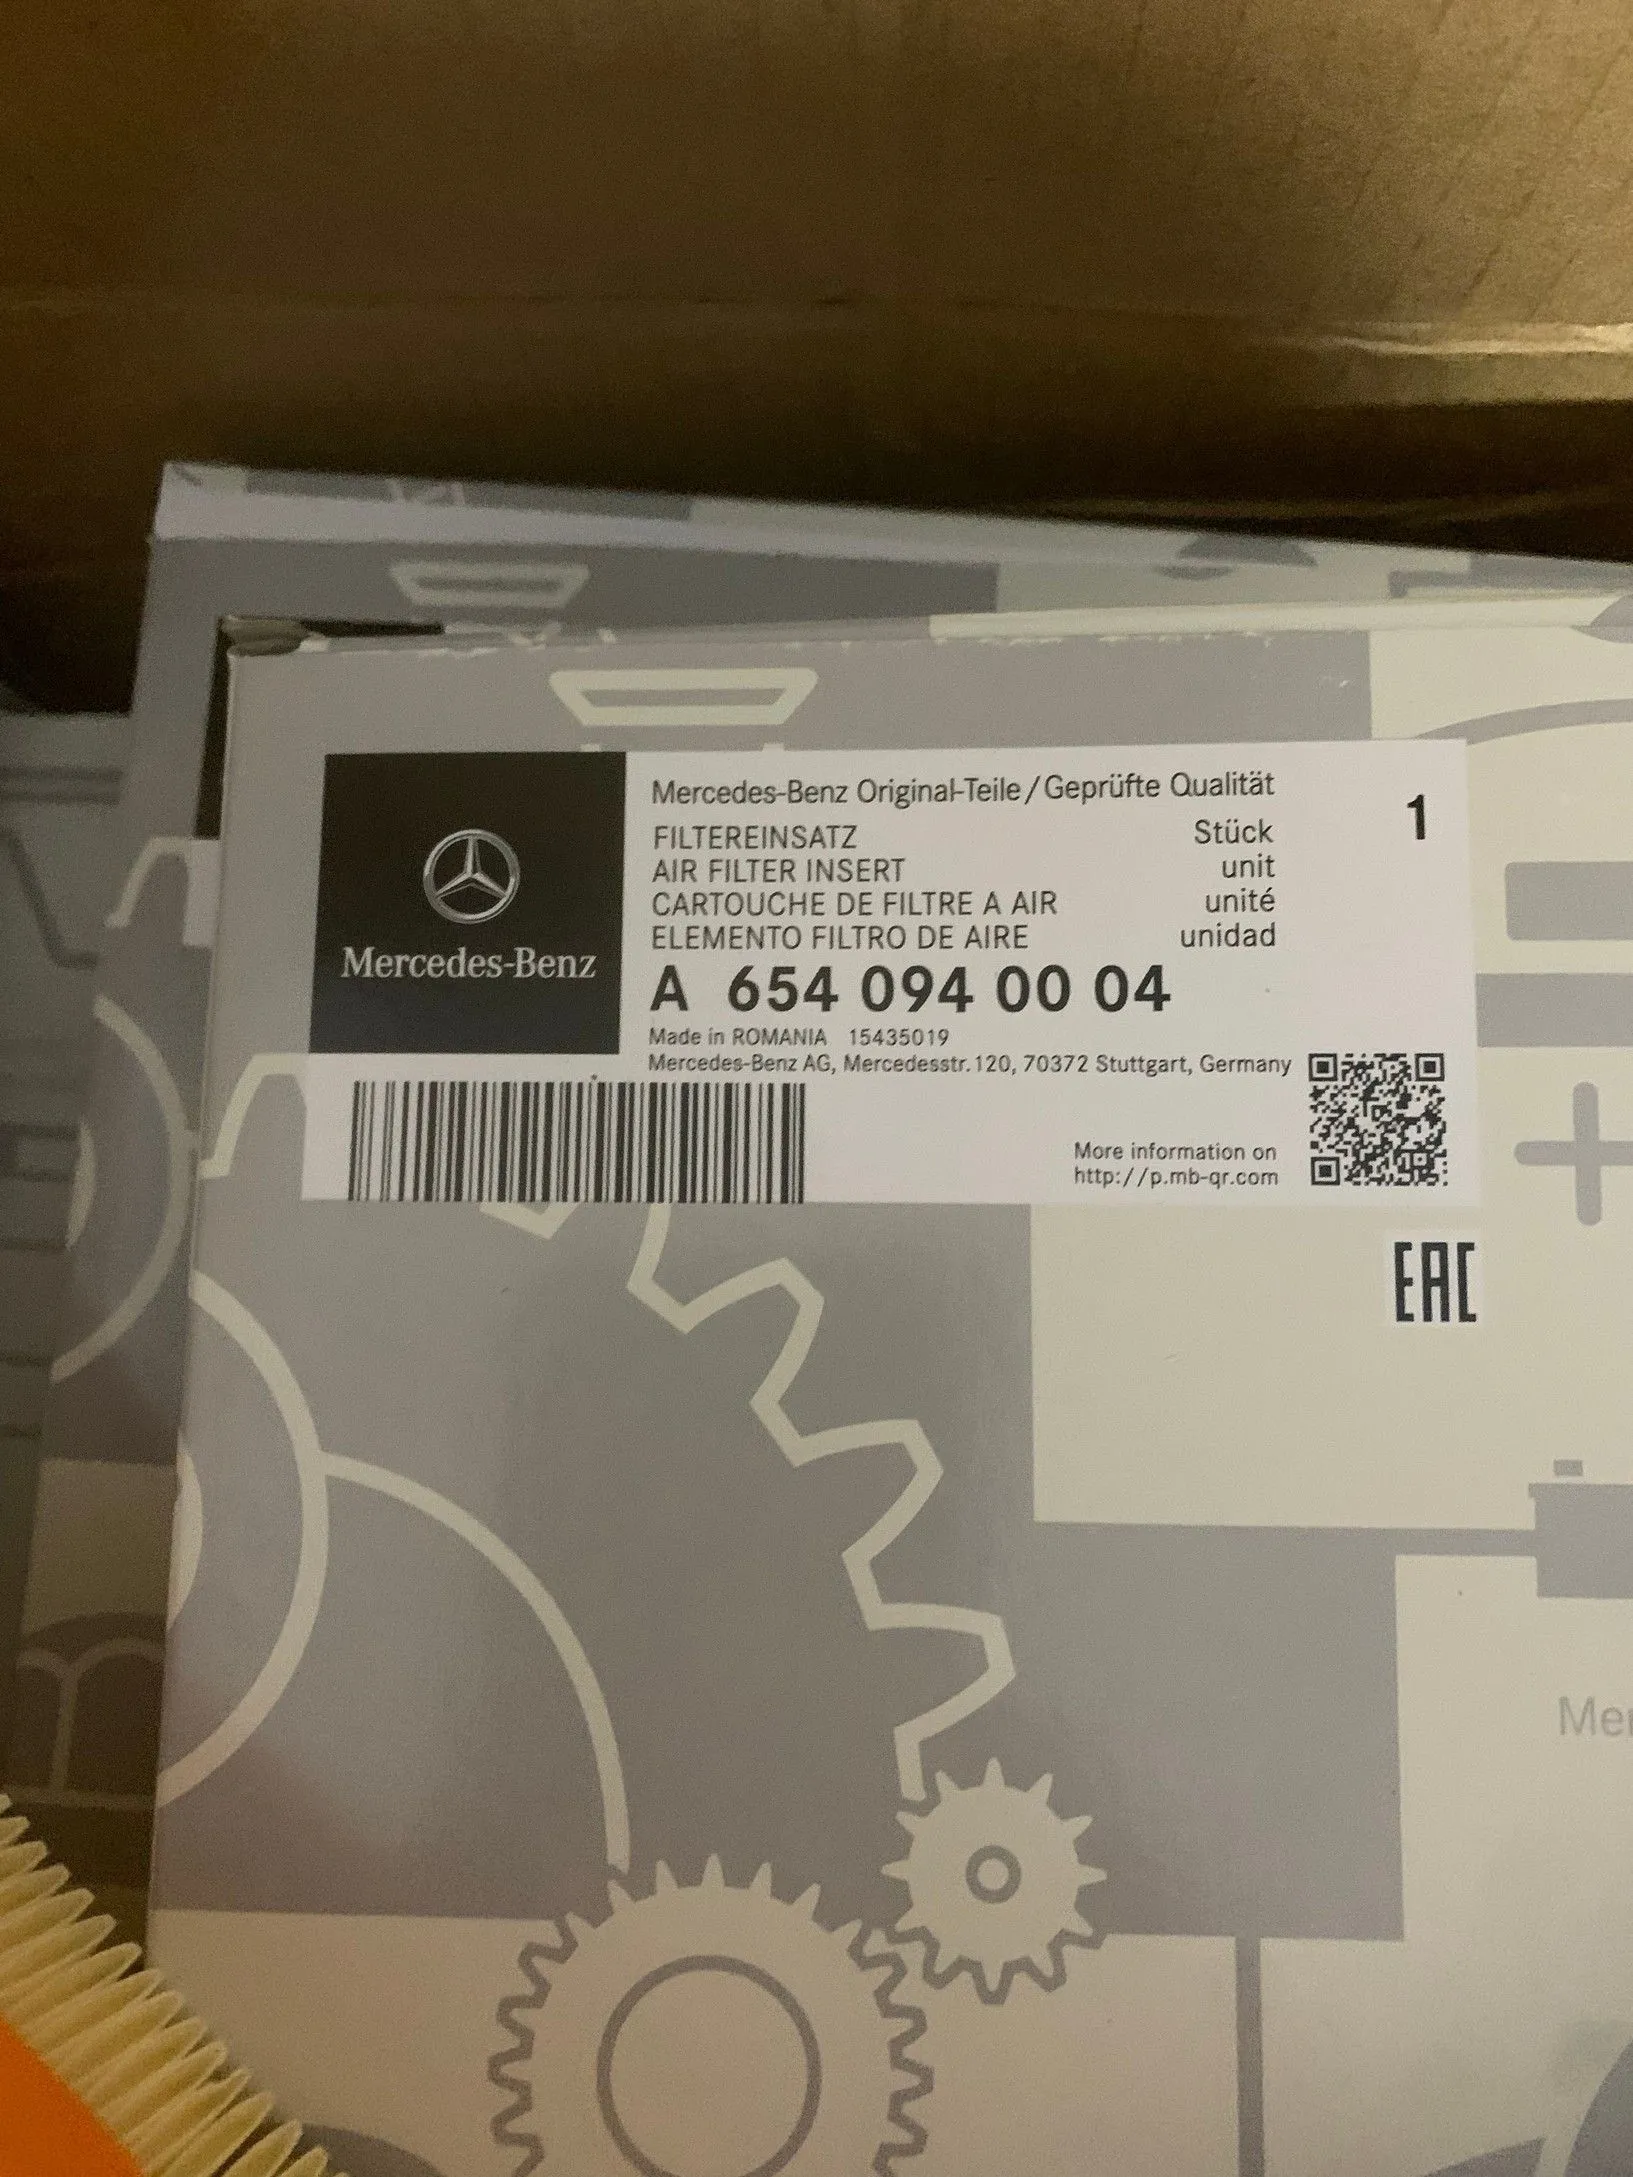 Mercedes-Benz
Mercedes-Benz Original-Teile/Geprüfte Qualität
FILTEREINSATZ Stück 1
AIR FILTER INSERT unit
CARTOUCHE DE FILTRE A AIR unité
ELEMENTO FILTRO DE AIRE unidad
A 654 094 00 04
Made in ROMANIA 15435019
Mercedes-Benz AG, Mercedesstr. 120, 70372 Stuttgart, Germany
More information on
http://p.mb-qr.com
EAC